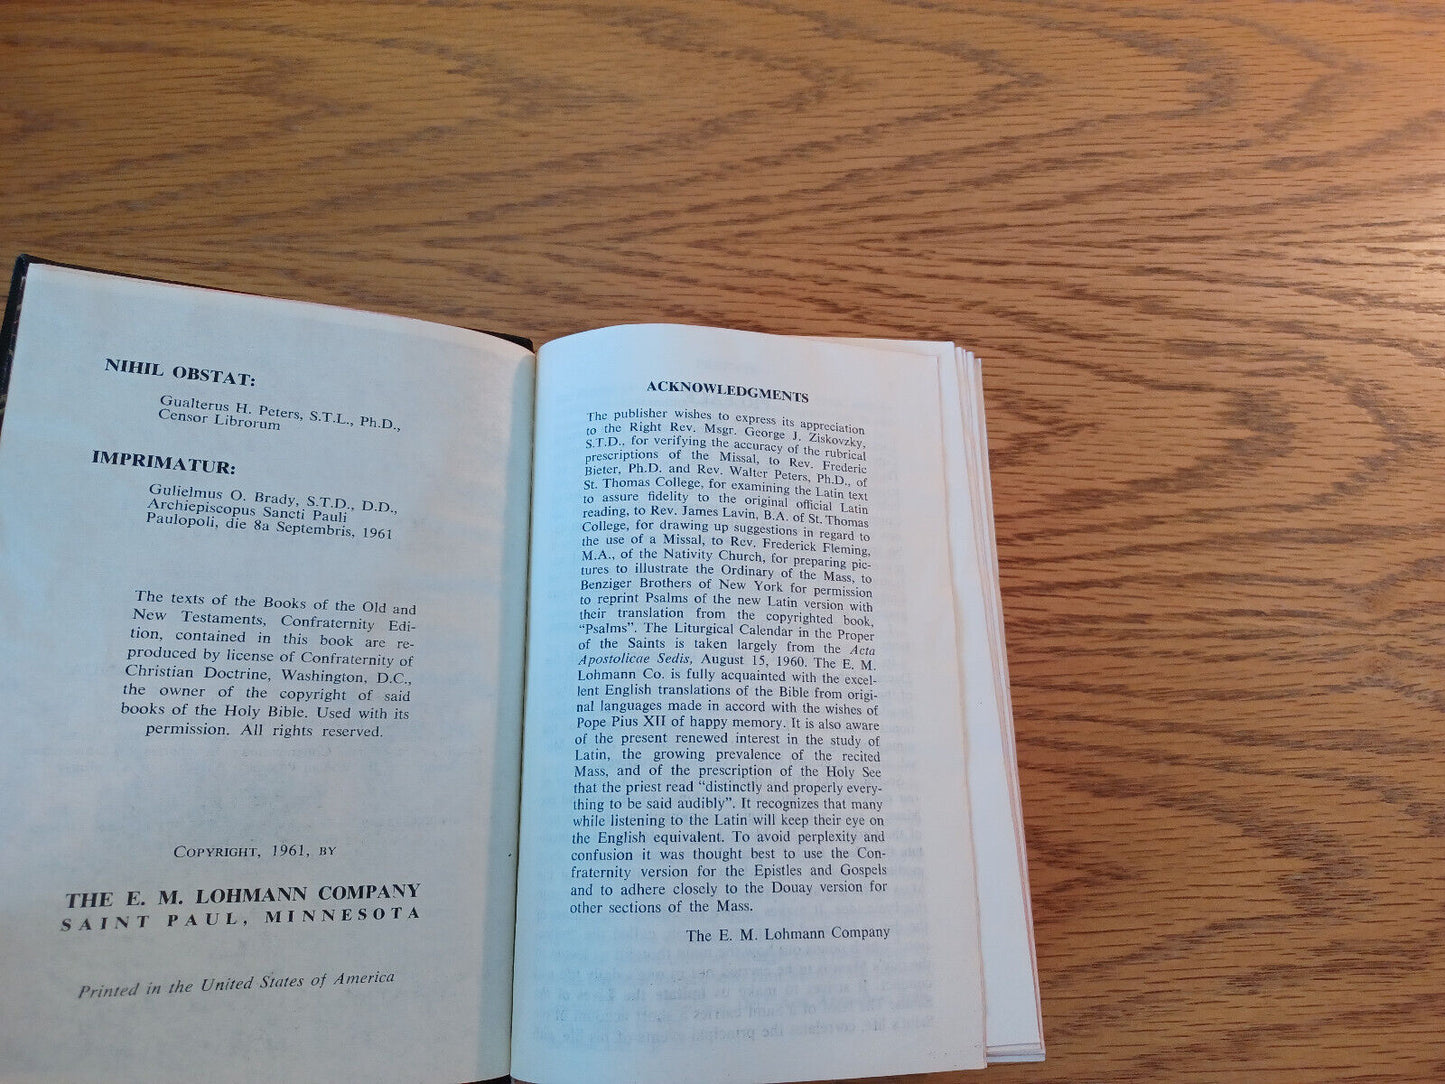 NIHIL OBSTAT:
Gualterus H. Peters, S.T.L., Ph.D.,
Censor Librorum
IMPRIMATUR:
Gulielmus O. Brady, S.T.D., D.D.,
Archiepiscopus Sancti Pauli
Paulopoli, die 8a Septembris, 1961
The texts of the Books of the Old and
New Testaments, Confraternity Edi-
tion, contained in this book are re-
produced by license of Confraternity of
Christian Doctrine, Washington, D.C.,
the owner of the copyright of said
books of the Holy Bible. Used with its
permission. All rights reserved.
COPYRIGHT, 1961, BY
THE E. M. LOHMANN COMPANY
SAINT PAUL, MINNESOTA
Printed in the United States of America
ACKNOWLEDGMENTS
The publisher wishes to express its appreciation
to the Right Rev. Msgr. George J. Ziskovzky,
S.T.D., for verifying the accuracy of the rubrical
prescriptions of the Missal, to Rev. Frederic
Bieter, Ph.D. and Rev. Walter Peters, Ph.D., of
St. Thomas College, for examining the Latin text
to assure fidelity to the original official Latin
reading, to Rev. James Lavin, B.A. of St. Thomas
College, for drawing up suggestions in regard to
the use of a Missal, to Rev. Frederick Fleming,
M.A., of the Nativity Church, for preparing pic-
tures to illustrate the Ordinary of the Mass, to
Benziger Brothers of New York for permission
to reprint Psalms of the new Latin version with
their translation from the copyrighted book,
“Psalms”. The Liturgical Calendar in the Proper
of the Saints is taken largely from the Acta
Apostolicae Sedis, August 15, 1960. The E. M.
Lohmann Co. is fully acquainted with the excel-
lent English translations of the Bible from origi-
nal languages made in accord with the wishes of
Pope Pius XII of happy memory. It is also aware
of the present renewed interest in the study of
Latin, the growing prevalence of the recited
Mass, and of the prescription of the Holy See
that the priest read “distinctly and properly every-
thing to be said audibly”. It recognizes that many
while listening to the Latin will keep their eye on
the English equivalent. To avoid perplexity and
confusion it was thought best to use the Con-
fraternity version for the Epistles and Gospels
and to adhere closely to the Douay version for
other sections of the Mass.
The E. M. Lohmann Company